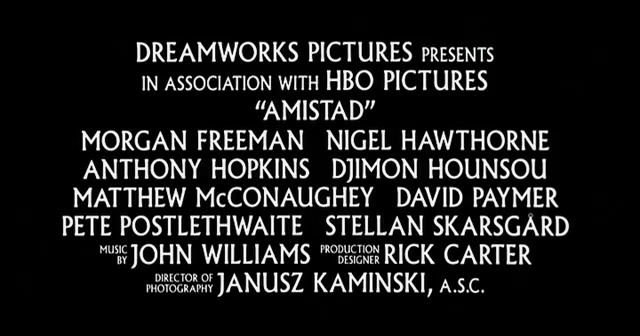 DREAMWORKS PICTURES PRESENTS
IN ASSOCIATION WITH HBO PICTURES
“AMISTAD”
MORGAN FREEMAN NIGEL HAWTHORNE
ANTHONY HOPKINS DJIMON HOUNSOU
MATTHEW McCONAUGHEY DAVID PAYMER
PETE POSTLETHWAITE STELLAN SKARSGÅRD
MUSIC BY JOHN WILLIAMS PRODUCTION DESIGNER RICK CARTER
DIRECTOR OF PHOTOGRAPHY JANUSZ KAMINSKI, A.S.C.